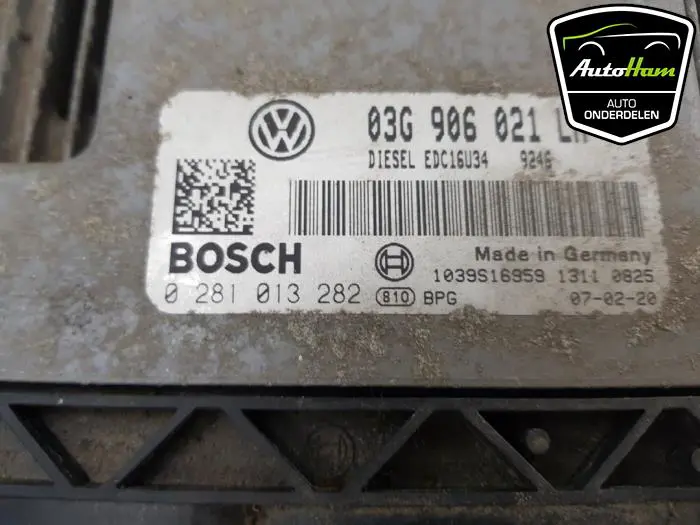 AutoHam
AUTO
ONDERDELEN
03G 906 021
DIESEL EDC16U34 9246
BOSCH
Made in Germany
1039S16959 1311 0825
0 281 013 282 810 BPG 07-02-20